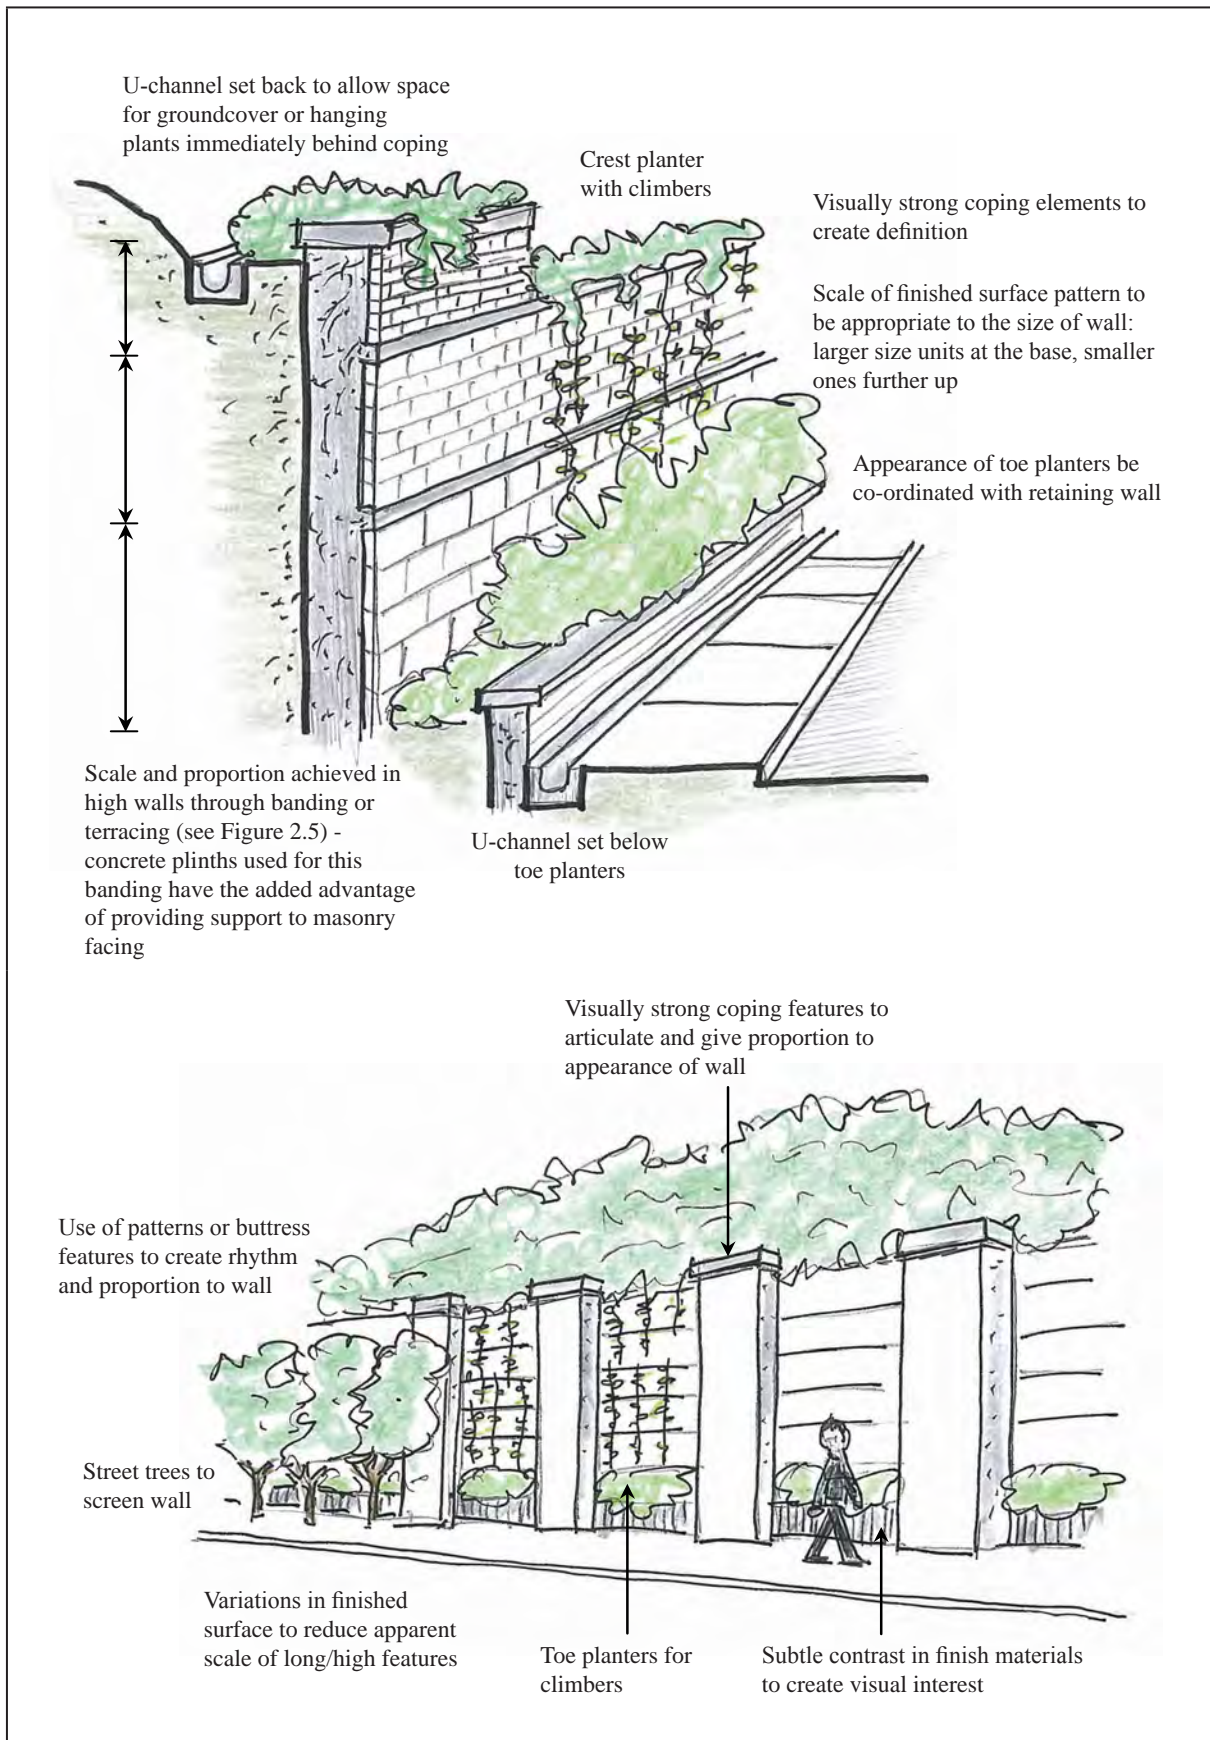 U-channel set back to allow space
for groundcover or hanging
plants immediately behind coping
Crest planter
with climbers
Visually strong coping elements to
create definition
Scale of finished surface pattern to
be appropriate to the size of wall:
larger size units at the base, smaller
ones further up
Appearance of toe planters be
co-ordinated with retaining wall
Scale and proportion achieved in
high walls through banding or
terracing (see Figure 2.5) -
concrete plinths used for this
banding have the added advantage
of providing support to masonry
facing
U-channel set below
toe planters
Visually strong coping features to
articulate and give proportion to
appearance of wall
Use of patterns or buttress
features to create rhythm
and proportion to wall
Street trees to
screen wall
Variations in finished
surface to reduce apparent
scale of long/high features
Toe planters for
climbers
Subtle contrast in finish materials
to create visual interest